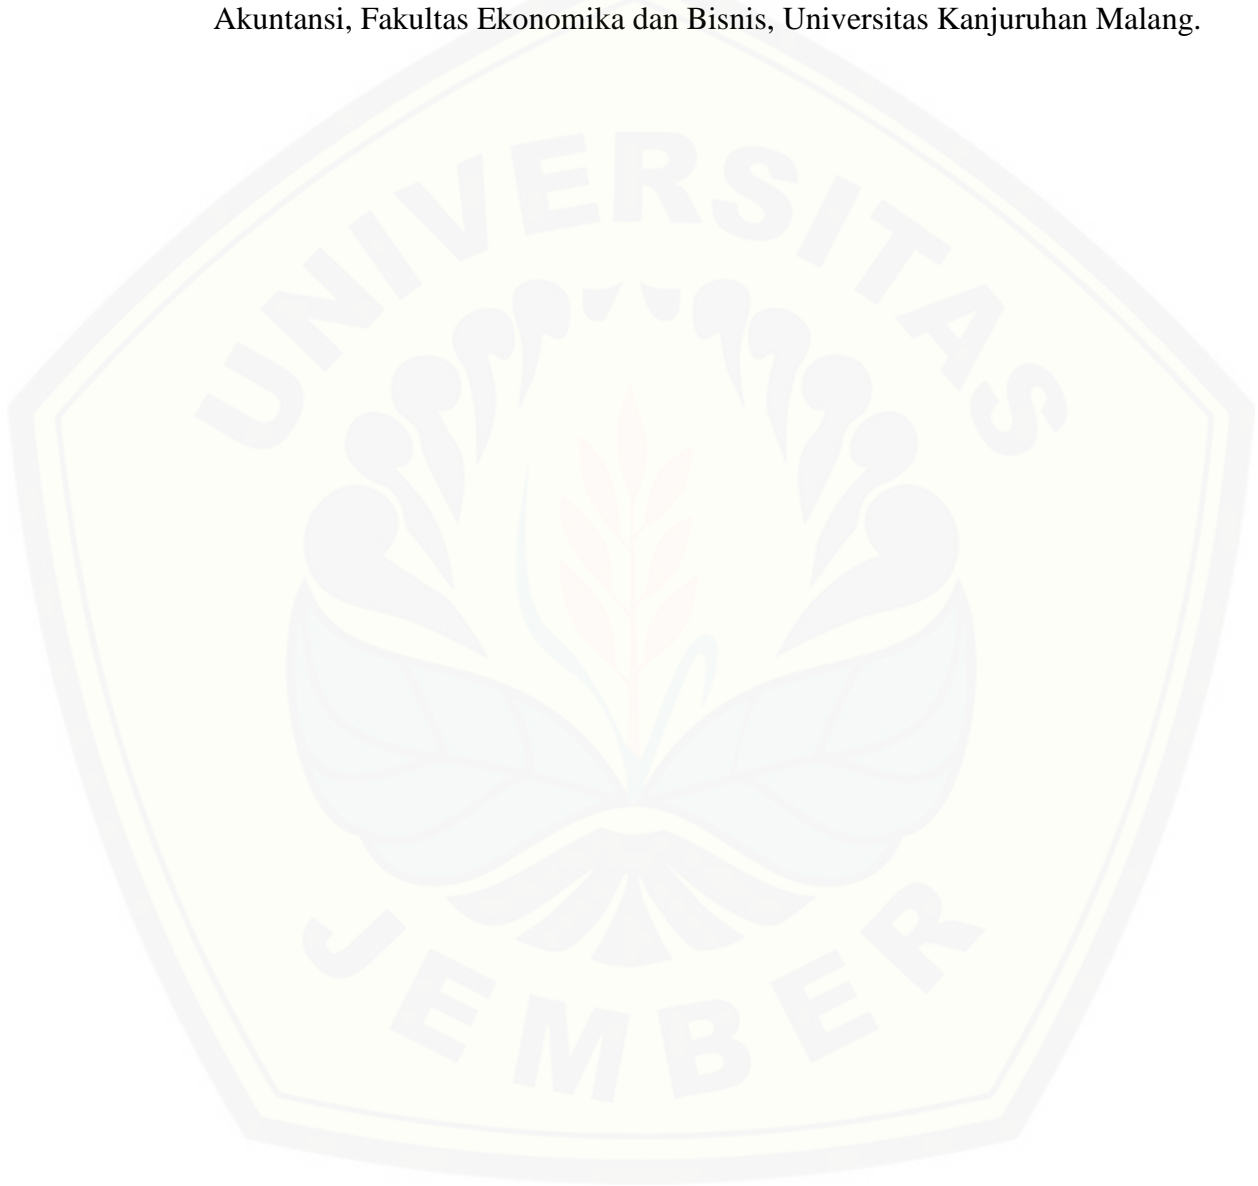 Akuntansi, Fakultas Ekonomika dan Bisnis, Universitas Kanjuruhan Malang.
UNIVERSITAS
JEMBER